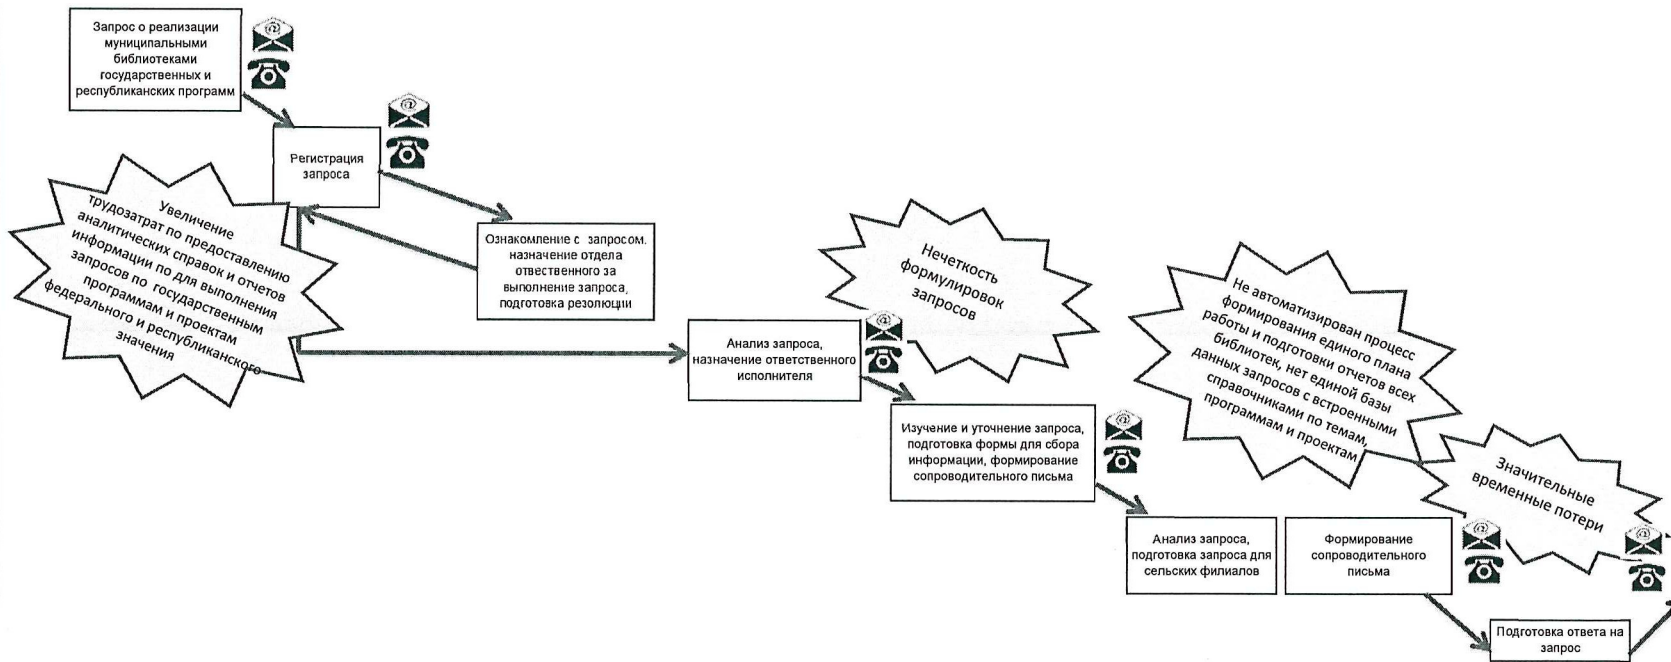 Запрос о реализации
муниципальными
библиотеками
государственных и
республиканских программ
Регистрация
запроса
Увеличение
трудозатрат по предоставлению
аналитических справок и отчетов
информации по для выполнения
запросов по государственным
программам и проектам
федерального и республиканского
значения
Ознакомление с запросом.
назначение отдела
отвественного за
выполнение запроса,
подготовка резолюции
Нечеткость
формулировок
запросов
Анализ запроса,
назначение ответственного
исполнителя
Не автоматизирован процесс
формирования единого плана
работы и подготовки отчетов всех
библиотек, нет единой базы
данных запросов с встроенными
справочниками по темам,
программам и проектам
Изучение и уточнение запроса,
подготовка формы для сбора
информации, формирование
сопроводительного письма
Значительные
временные потери
Анализ запроса,
подготовка запроса для
сельских филиалов
Формирование
сопроводительного
письма
Подготовка ответа на
запрос